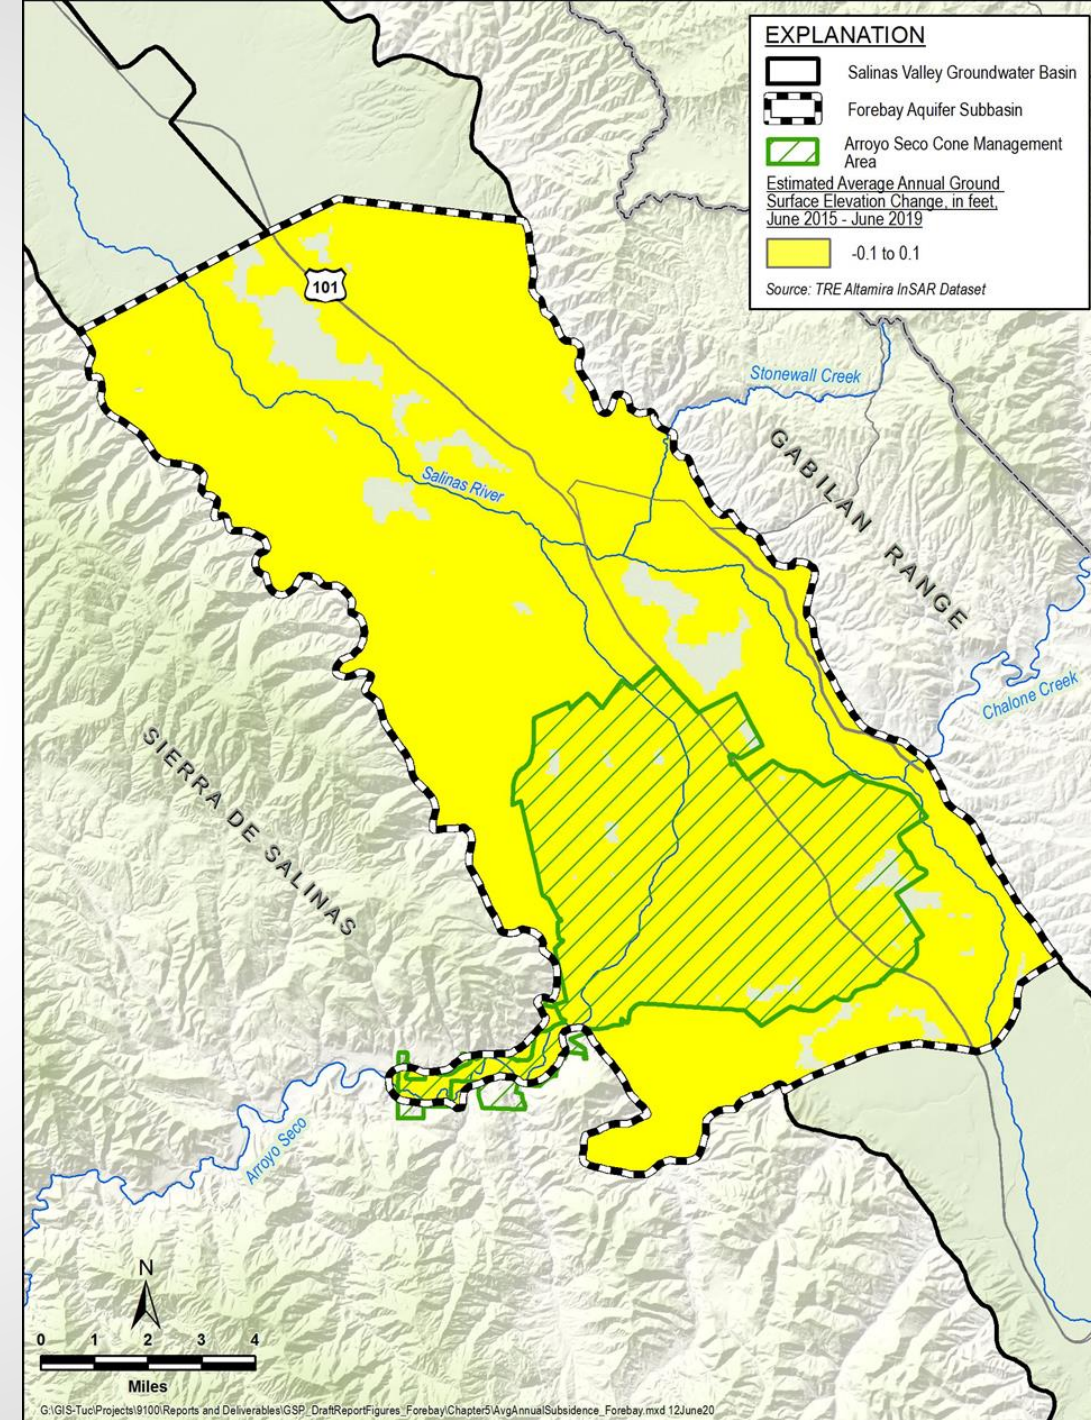 EXPLANATION
Salinas Valley Groundwater Basin
Forebay Aquifer Subbasin
Arroyo Seco Cone Management
Area
Estimated Average Annual Ground
Surface Elevation Change, in feet,
June 2015 - June 2019
-0.1 to 0.1
Source: TRE Altamira InSAR Dataset
101
Stonewall Creek
GABILAN RANGE
Salinas River
Chalone Creek
SIERRA DE SALINAS
Arroyo Seco
N
0 1 2 3 4
Miles
G:\GIS-Tuc\Projects\9100\Reports and Deliverables\GSP_DraftReportFigures_Forebay\Chapter5\AvgAnnualSubsidence_Forebay.mxd 12June20